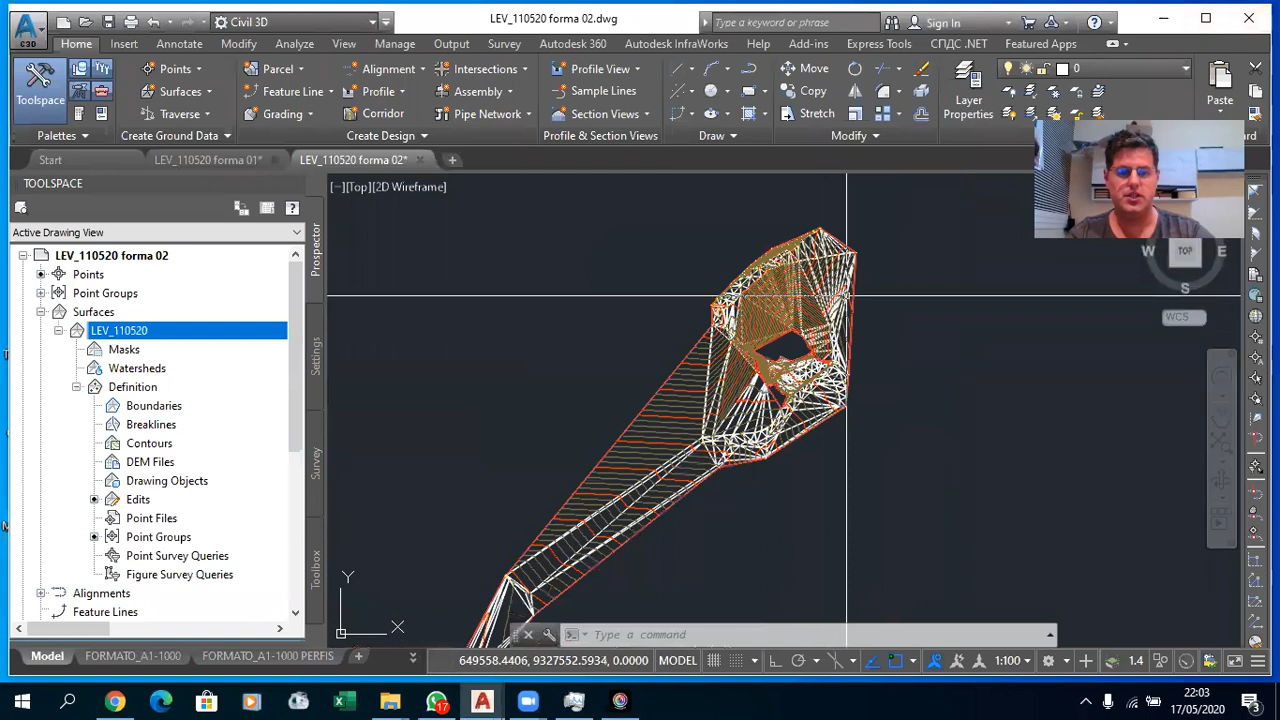 Civil 3D
LEV_110520 forma 02.dwg
Type a keyword or phrase
Sign In
C3D
Home Insert Annotate Modify Analyze View Manage Output Survey Autodesk 360 Autodesk InfraWorks Help Add-ins Express Tools СПДС .NET Featured Apps
Toolspace
Points
Surfaces
Traverse
Parcel
Feature Line
Grading
Alignment
Profile
Corridor
Intersections
Assembly
Pipe Network
Profile View
Sample Lines
Section Views
Move
Copy
Stretch
Layer
Properties
0
Paste
Palettes Create Ground Data Create Design Profile & Section Views Draw Modify
Start LEV_110520 forma 01* LEV_110520 forma 02*
TOOLSPACE
Active Drawing View
LEV_110520 forma 02
Points
Point Groups
Surfaces
LEV_110520
Masks
Watersheds
Definition
Boundaries
Breaklines
Contours
DEM Files
Drawing Objects
Edits
Point Files
Point Groups
Point Survey Queries
Figure Survey Queries
Alignments
Feature Lines
Prospector
Settings
Survey
Toolbox
[−][Top][2D Wireframe]
W TOP E
S
WCS
Y
X
Type a command
Model FORMATO_A1-1000 FORMATO_A1-1000 PERFIS
649558.4406, 9327552.5934, 0.0000 MODEL
1:100
1.4
17
22:03
17/05/2020
3